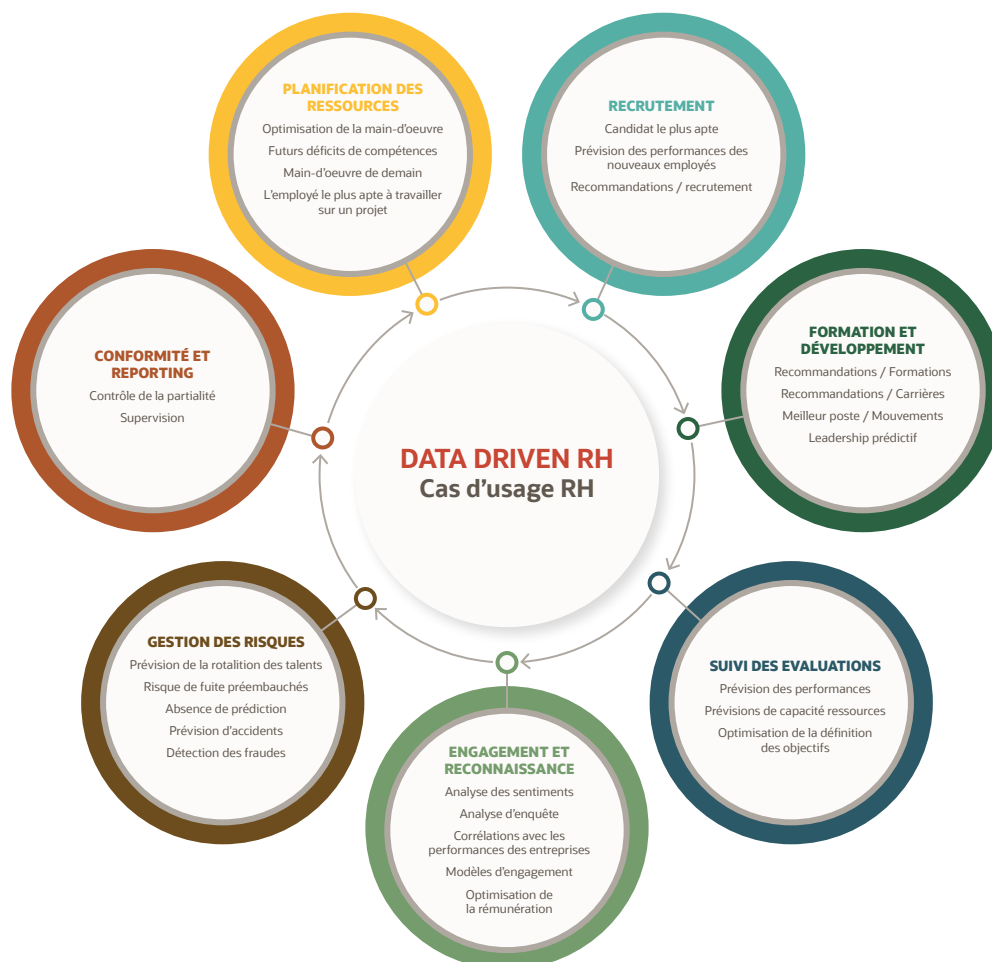 PLANIFICATION DES
RESSOURCES
Optimisation de la main-d'oeuvre
Futurs déficits de compétences
Main-d'oeuvre de demain
L'employé le plus apte à travailler
sur un projet
RECRUTEMENT
Candidat le plus apte
Prévision des performances des
nouveaux employés
Recommandations / recrutement
FORMATION ET
DÉVELOPPEMENT
Recommandations / Formations
Recommandations / Carrières
Meilleur poste / Mouvements
Leadership prédictif
CONFORMITÉ ET
REPORTING
Contrôle de la partialité
Supervision
DATA DRIVEN RH
Cas d'usage RH
GESTION DES RISQUES
Prévision de la rotalition des talents
Risque de fuite préembauchés
Absence de prédiction
Prévision d'accidents
Détection des fraudes
SUIVI DES EVALUATIONS
Prévision des performances
Prévisions de capacité ressources
Optimisation de la définition
des objectifs
ENGAGEMENT ET
RECONNAISSANCE
Analyse des sentiments
Analyse d'enquête
Corrélations avec les
performances des entreprises
Modèles d'engagement
Optimisation de
la rémunération